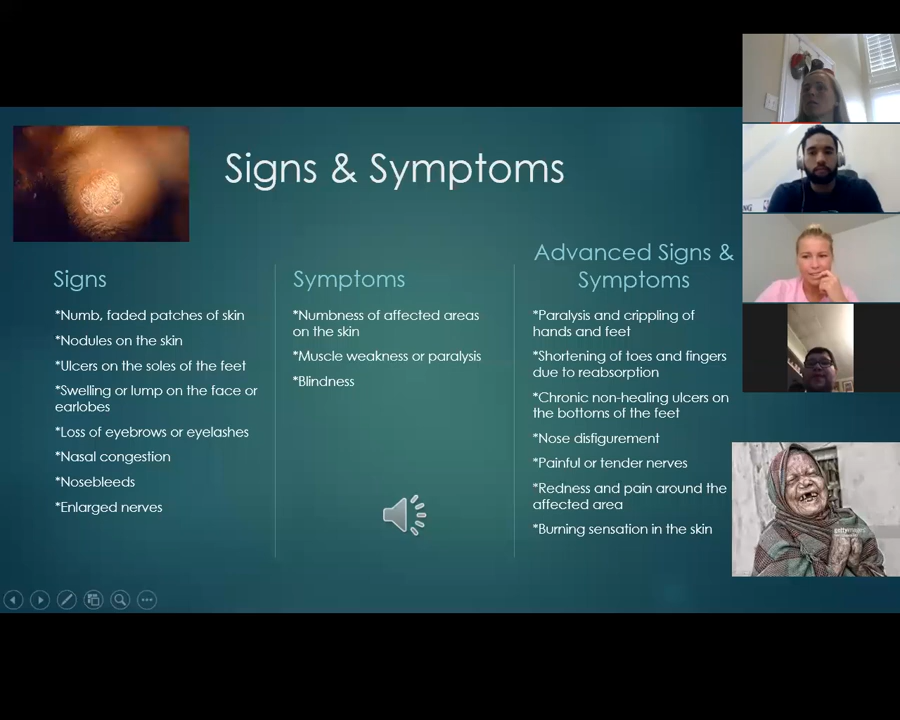 Signs & Symptoms
Signs
*Numb, faded patches of skin
*Nodules on the skin
*Ulcers on the soles of the feet
*Swelling or lump on the face or
earlobes
*Loss of eyebrows or eyelashes
*Nasal congestion
*Nosebleeds
*Enlarged nerves
Symptoms
*Numbness of affected areas
on the skin
*Muscle weakness or paralysis
*Blindness
Advanced Signs &
Symptoms
*Paralysis and crippling of
hands and feet
*Shortening of toes and fingers
due to reabsorption
*Chronic non-healing ulcers on
the bottoms of the feet
*Nose disfigurement
*Painful or tender nerves
*Redness and pain around the
affected area
*Burning sensation in the skin
gettyimages